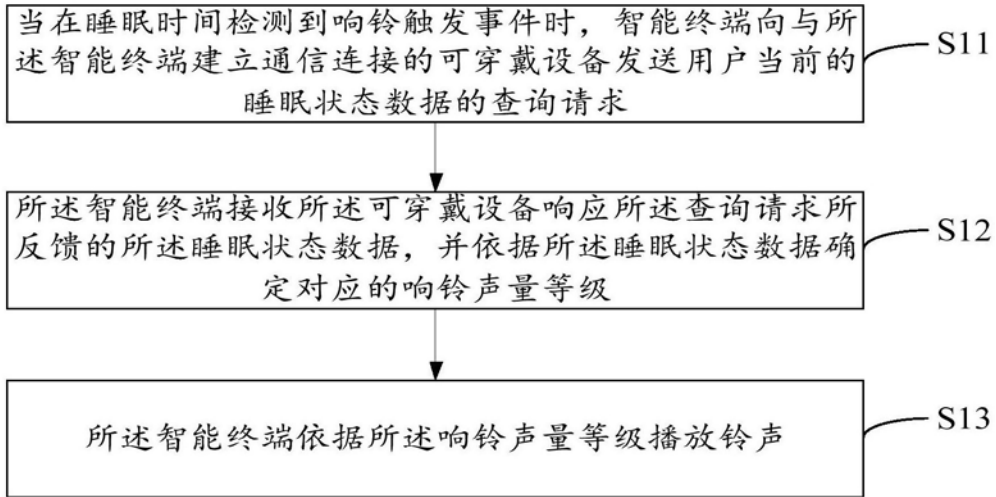 当在睡眠时间检测到响铃触发事件时，智能终端向与所
述智能终端建立通信连接的可穿戴设备发送用户当前的
睡眠状态数据的查询请求
S11
所述智能终端接收所述可穿戴设备响应所述查询请求所
反馈的所述睡眠状态数据，并依据所述睡眠状态数据确
定对应的响铃声量等级
S12
所述智能终端依据所述响铃声量等级播放铃声
S13